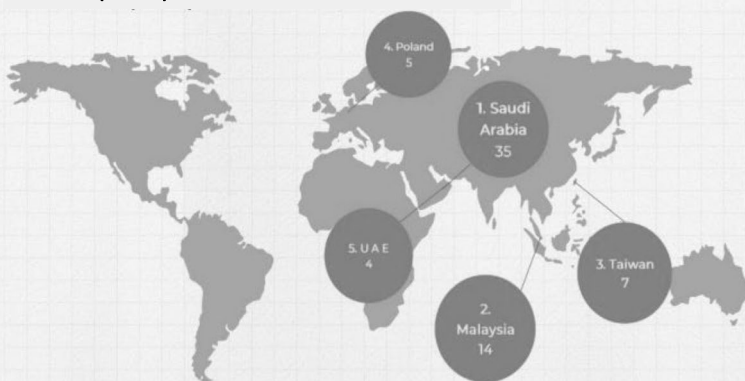 4. Poland
5
1. Saudi
Arabia
35
5. U A E
4
3. Taiwan
7
2.
Malaysia
14